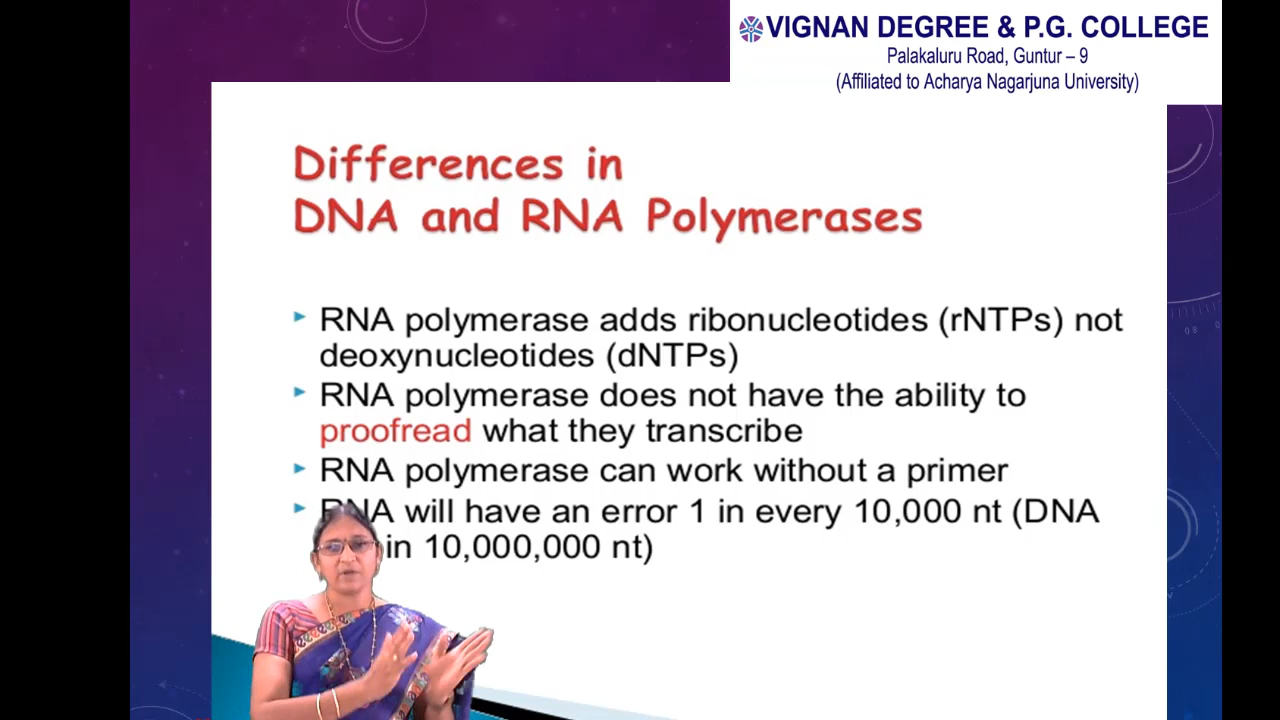 VIGNAN DEGREE & P.G. COLLEGE
Palakaluru Road, Guntur – 9
(Affiliated to Acharya Nagarjuna University)
Differences in
DNA and RNA Polymerases
RNA polymerase adds ribonucleotides (rNTPs) not
deoxynucleotides (dNTPs)
RNA polymerase does not have the ability to
proofread what they transcribe
RNA polymerase can work without a primer
RNA will have an error 1 in every 10,000 nt (DNA
in 10,000,000 nt)